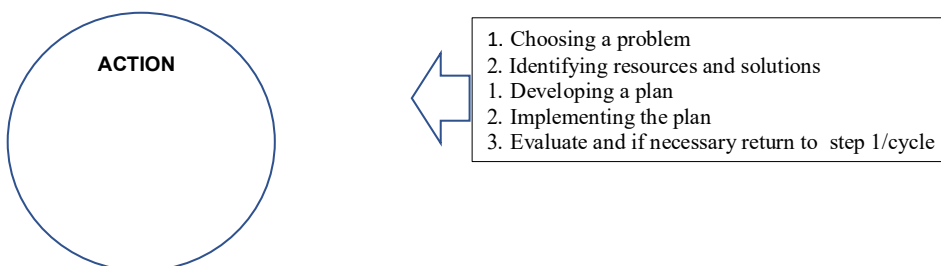 ACTION
1. Choosing a problem
2. Identifying resources and solutions
1. Developing a plan
2. Implementing the plan
3. Evaluate and if necessary return to step 1/cycle